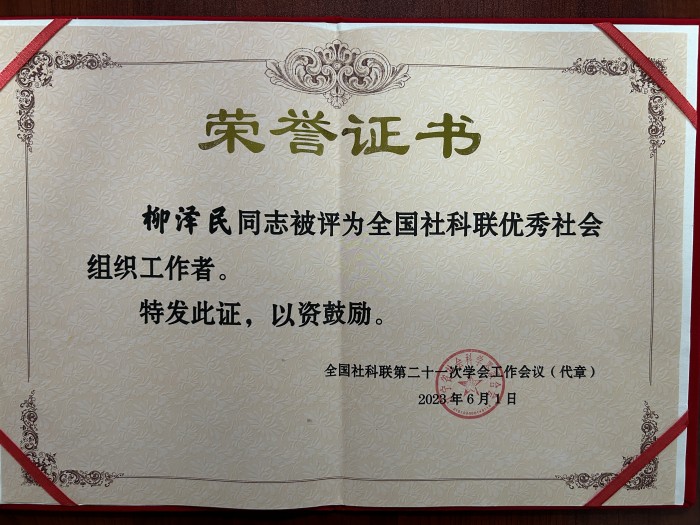 荣誉证书
柳泽民同志被评为全国社科联优秀社会
组织工作者。
特发此证，以资鼓励。
全国社科联第二十一次学会工作会议（代章）
2023年6月1日